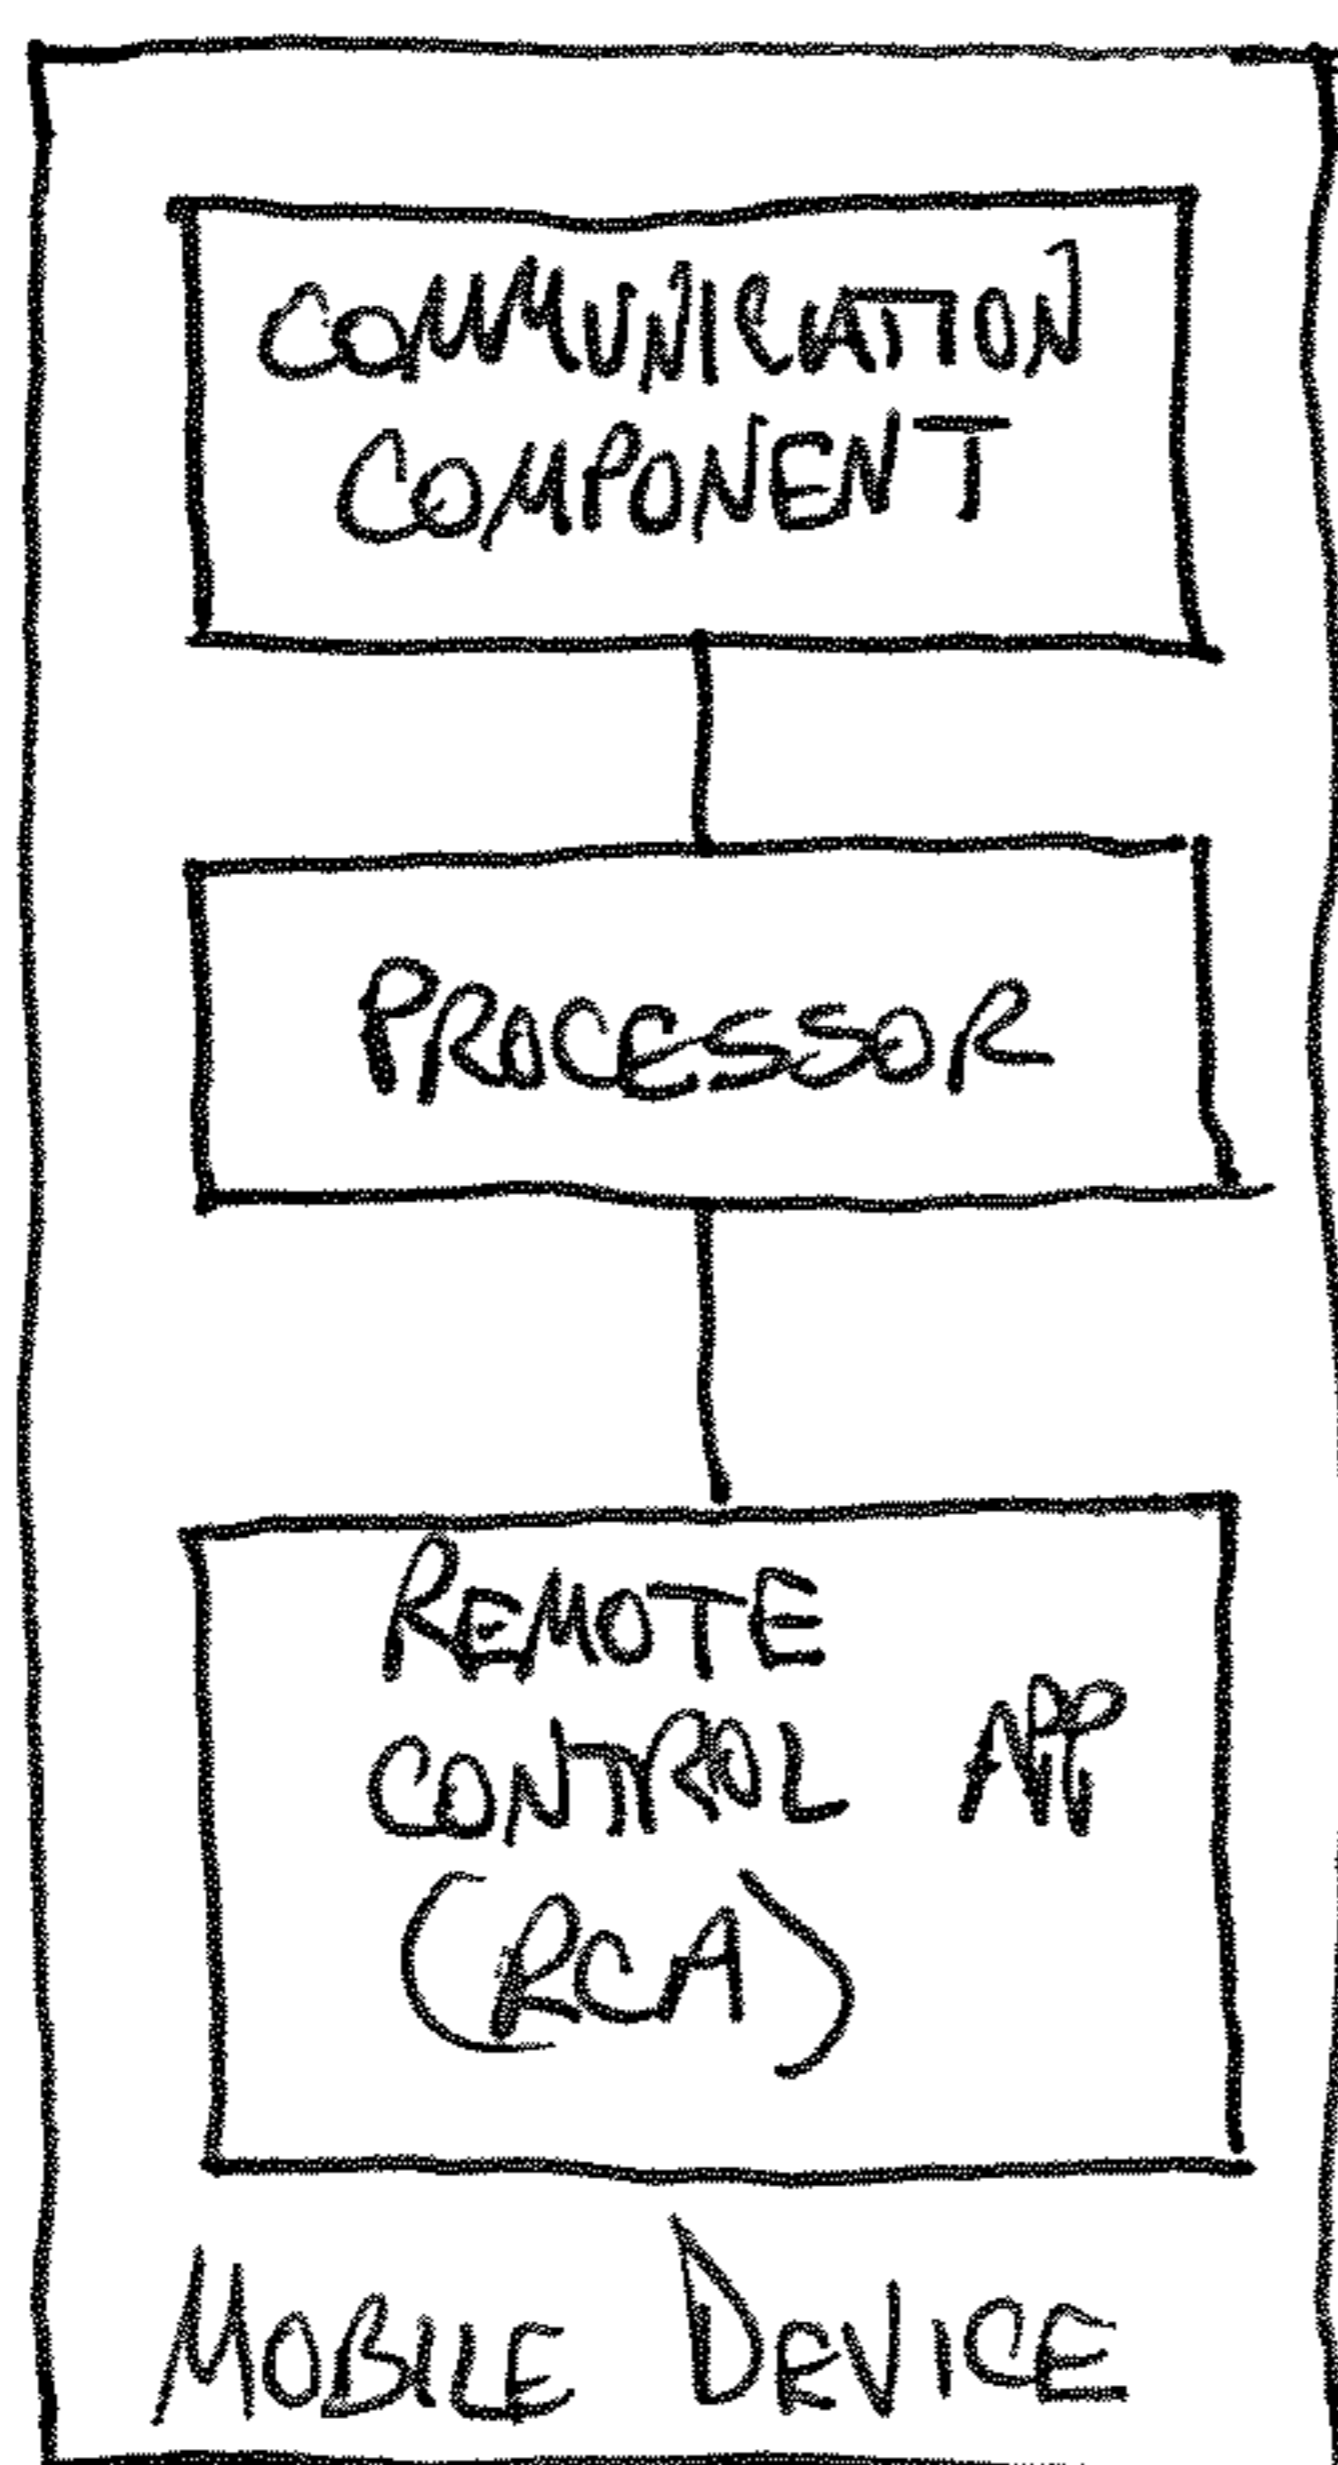 COMMUNICATION
COMPONENT
PROCESSOR
REMOTE
CONTROL APP
(RCA)
MOBILE DEVICE